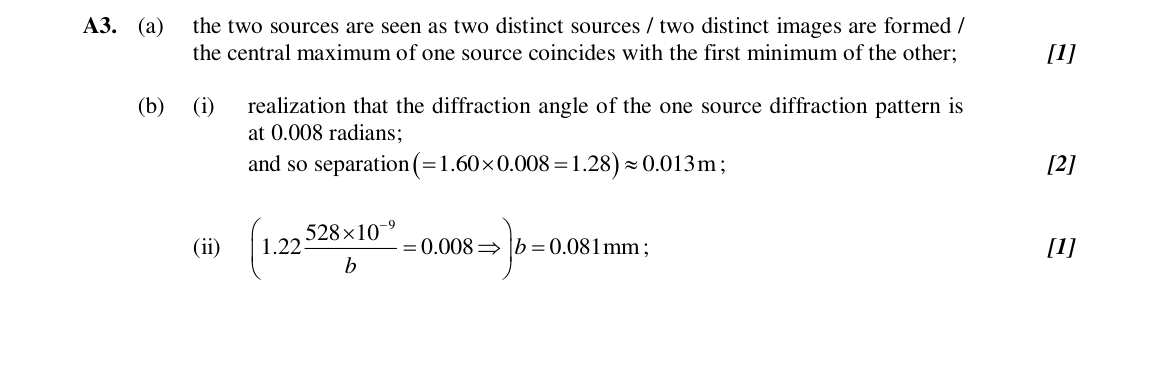 A3. (a) the two sources are seen as two distinct sources / two distinct images are formed /
the central maximum of one source coincides with the first minimum of the other; [1]
(b) (i) realization that the diffraction angle of the one source diffraction pattern is
at 0.008 radians;
and so separation (=1.60×0.008=1.28) ≈ 0.013m; [2]
(ii) (1.22 528×10⁻⁹/b = 0.008 ⇒) b = 0.081mm; [1]